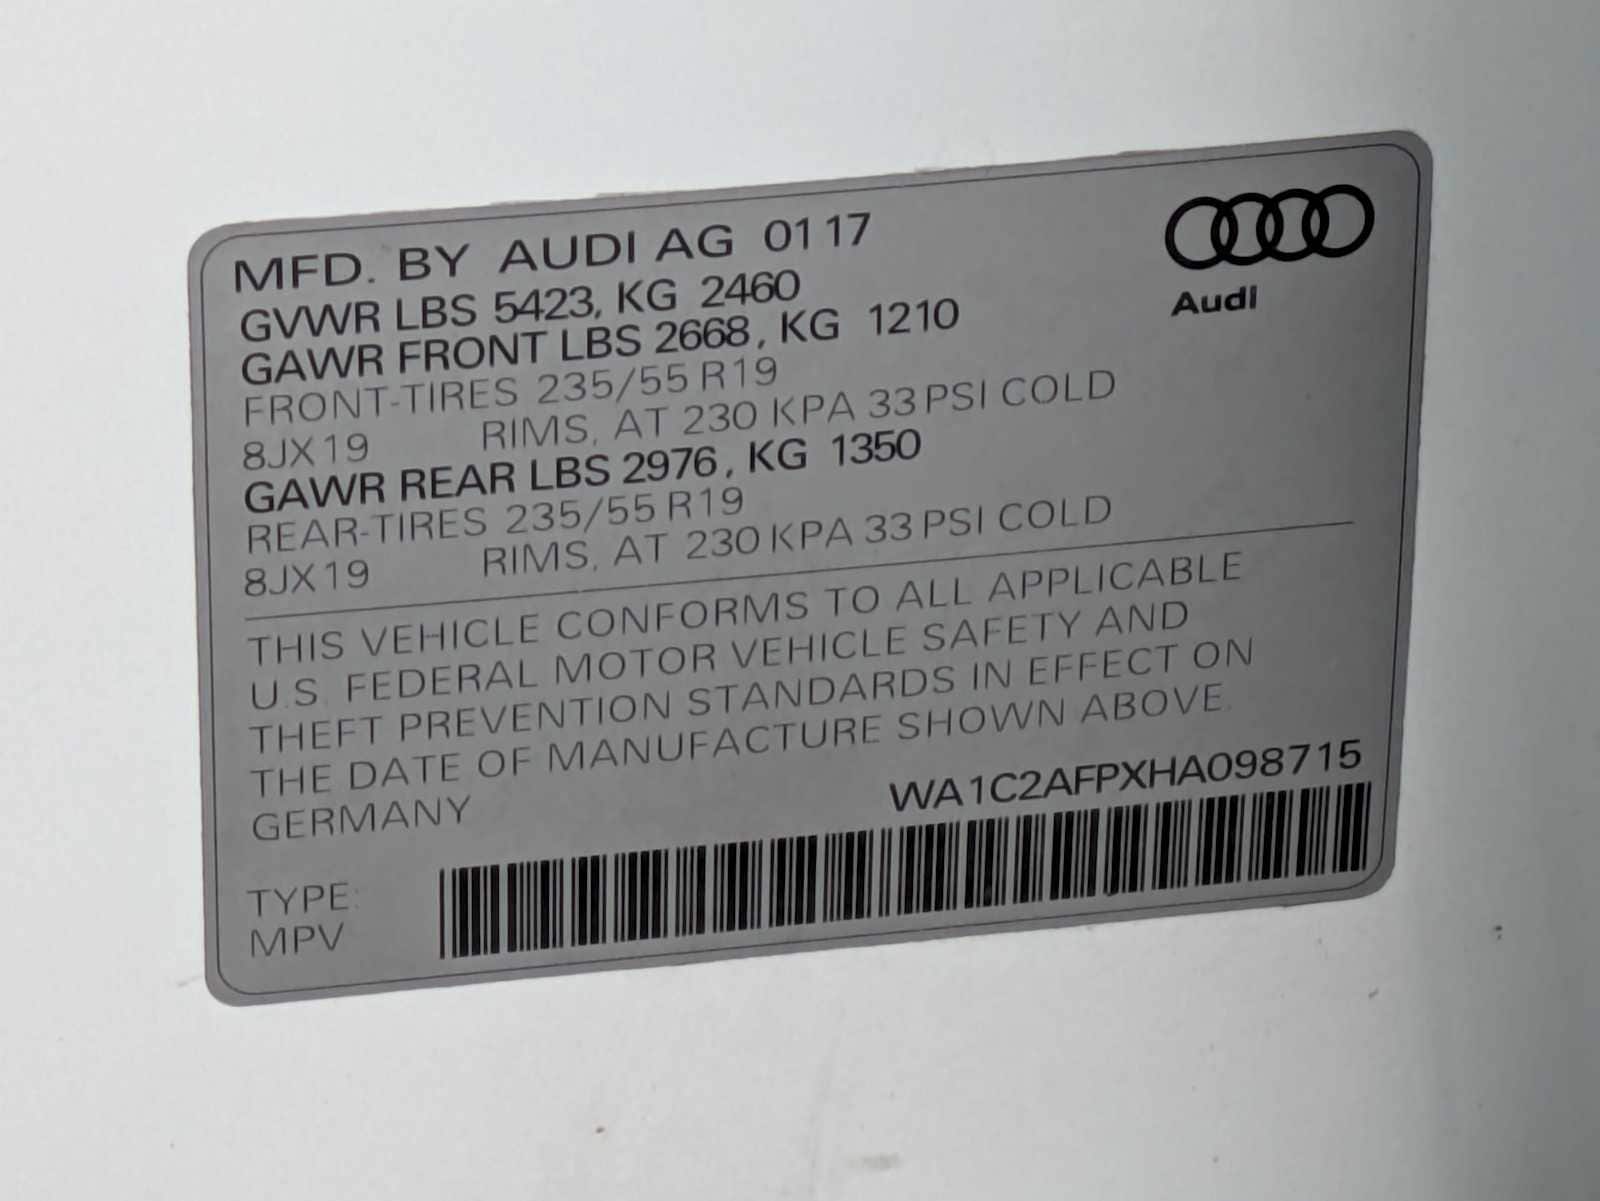 MFD. BY AUDI AG 01 17
GVWR LBS 5423, KG 2460
GAWR FRONT LBS 2668, KG 1210
FRONT-TIRES 235/55 R19
8JX19 RIMS, AT 230 KPA 33 PSI COLD
GAWR REAR LBS 2976, KG 1350
REAR-TIRES 235/55 R19
8JX19 RIMS, AT 230 KPA 33 PSI COLD
Audi
THIS VEHICLE CONFORMS TO ALL APPLICABLE
U.S. FEDERAL MOTOR VEHICLE SAFETY AND
THEFT PREVENTION STANDARDS IN EFFECT ON
THE DATE OF MANUFACTURE SHOWN ABOVE.
GERMANY
WA1C2AFPXHA098715
TYPE:
MPV